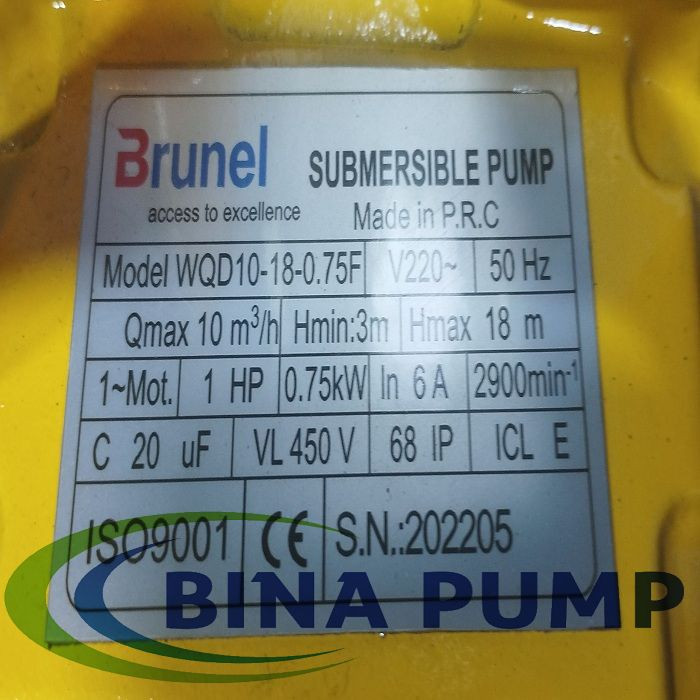 Brunel
access to excellence
SUBMERSIBLE PUMP
Made in P.R.C
Model WQD10-18-0.75F V220~ 50 Hz
Qmax 10 m³/h Hmin:3m Hmax 18 m
1~Mot. 1 HP 0.75kW In 6 A 2900min⁻¹
C 20 uF VL 450 V 68 IP ICL E
ISO9001 CE S.N.:202205
BINA PUMP